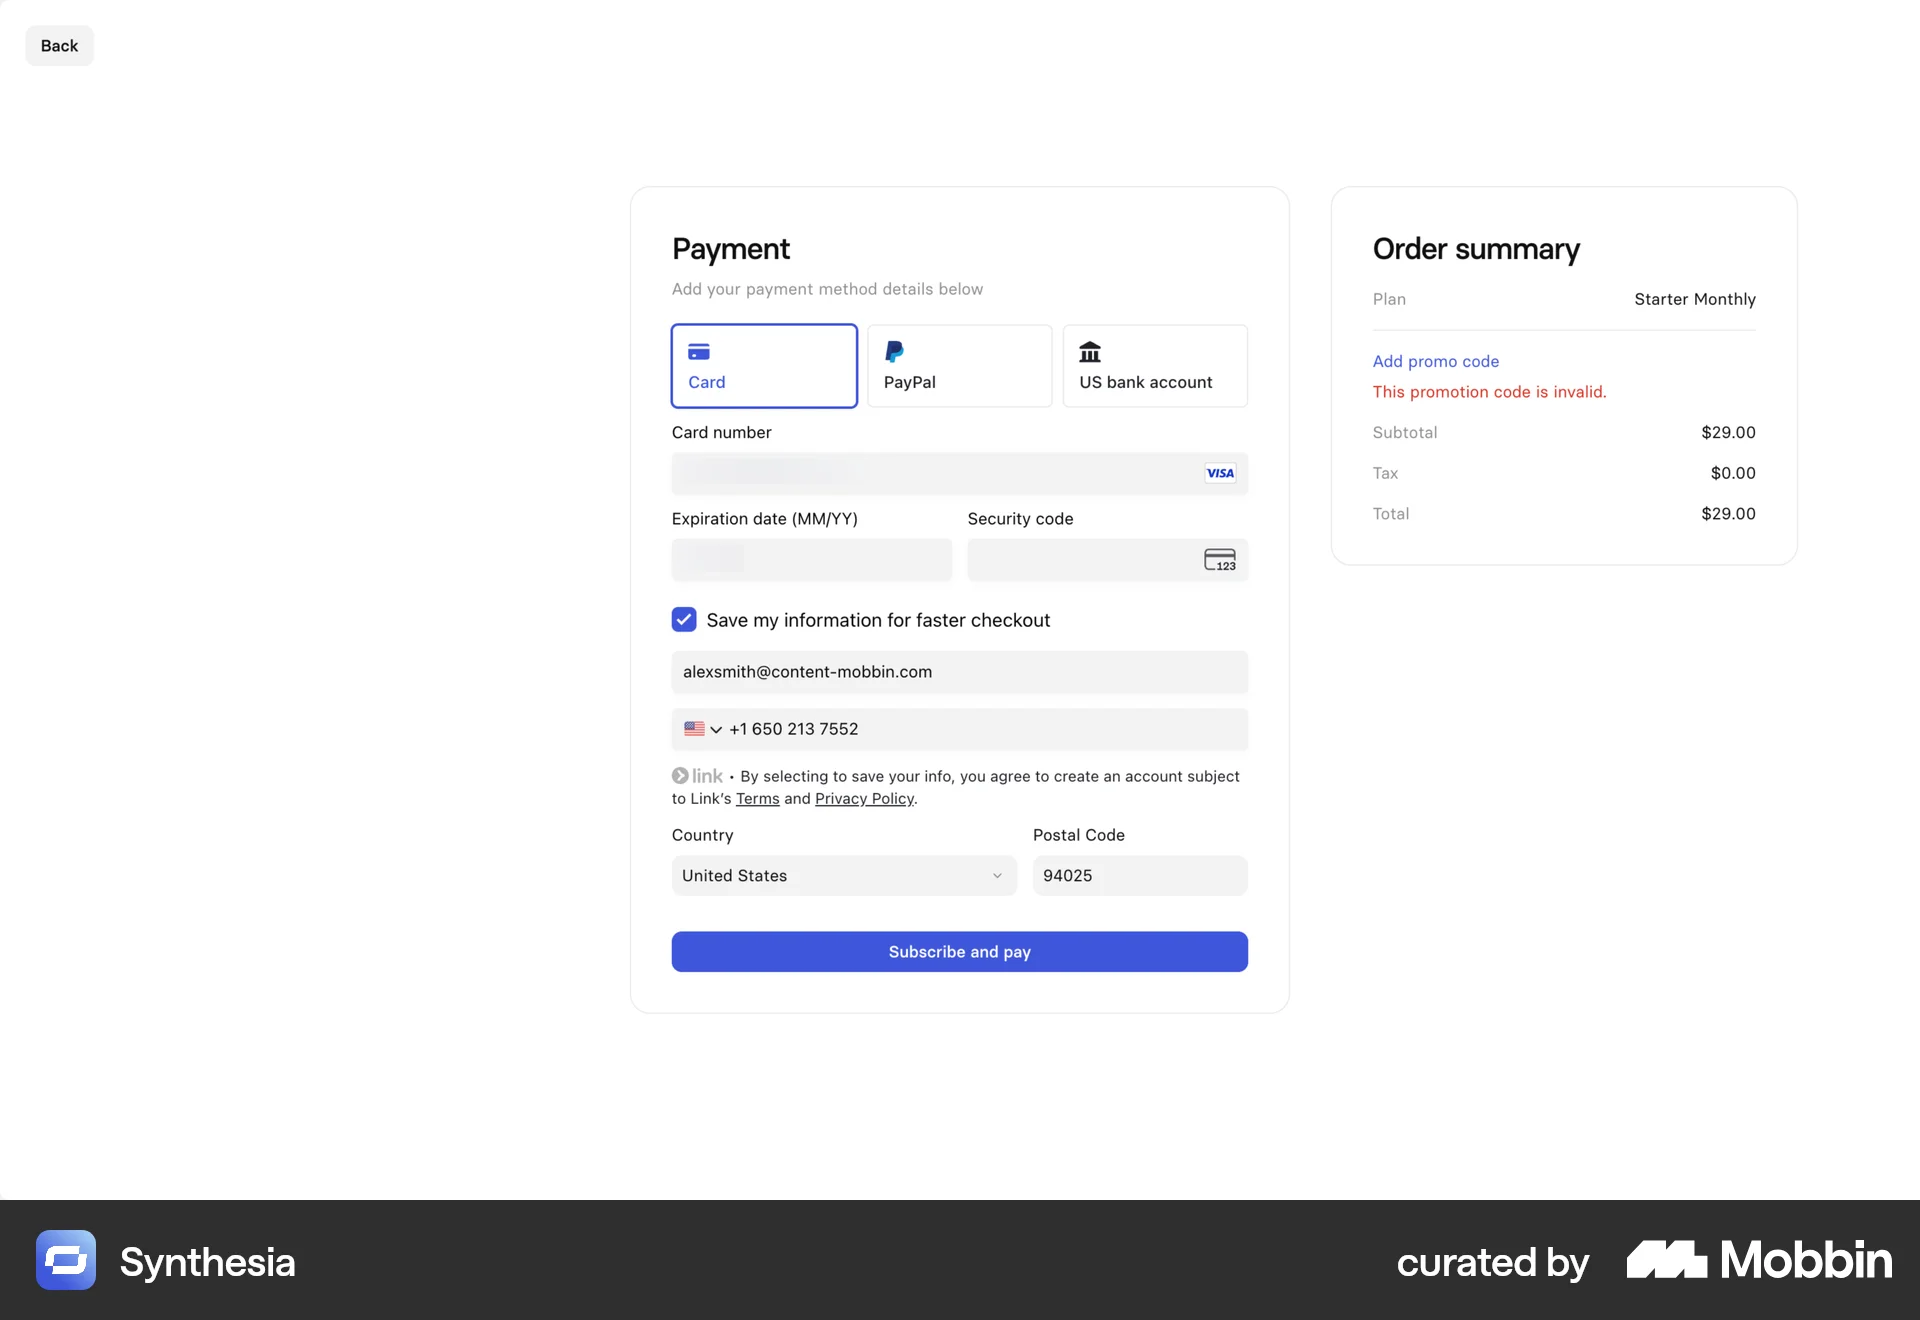 Back
Payment
Add your payment method details below
Card
PayPal
US bank account
Card number
VISA
Expiration date (MM/YY)
Security code
123
Save my information for faster checkout
alexsmith@content-mobbin.com
+1 650 213 7552
link • By selecting to save your info, you agree to create an account subject
to Link's Terms and Privacy Policy.
Country
Postal Code
United States
94025
Subscribe and pay
Order summary
Plan
Starter Monthly
Add promo code
This promotion code is invalid.
Subtotal
$29.00
Tax
$0.00
Total
$29.00
Synthesia
curated by
Mobbin